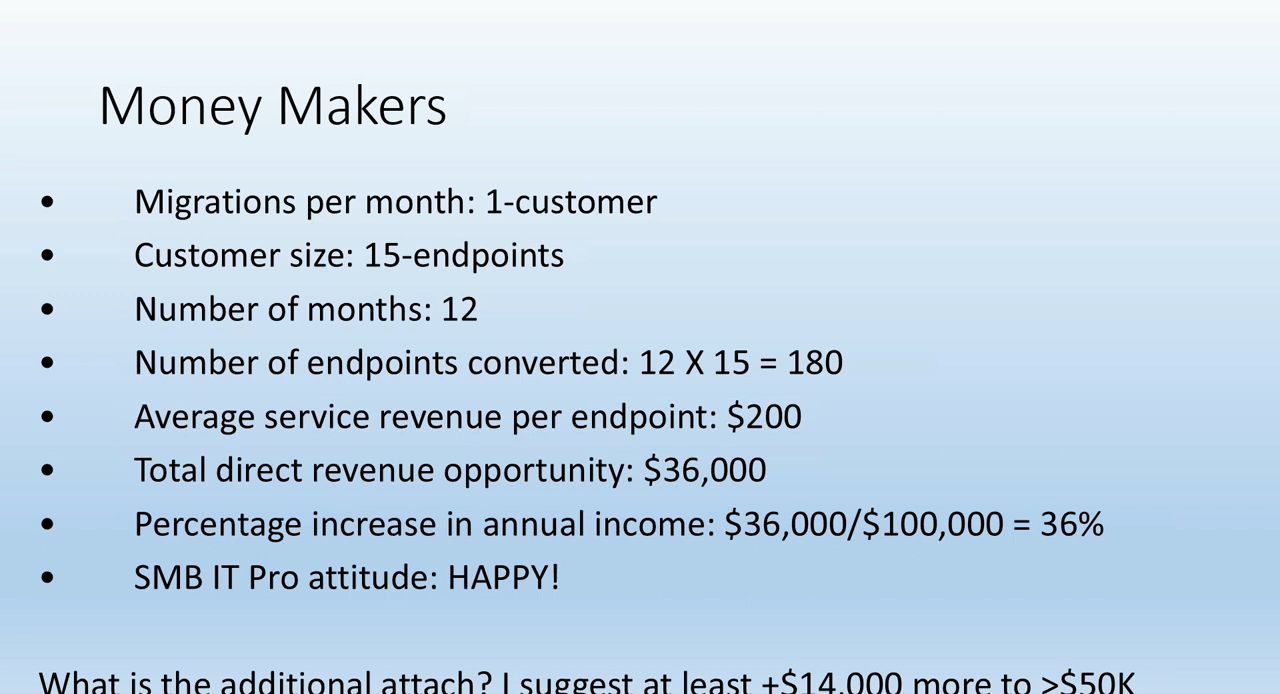 Money Makers
• Migrations per month: 1-customer
• Customer size: 15-endpoints
• Number of months: 12
• Number of endpoints converted: 12 X 15 = 180
• Average service revenue per endpoint: $200
• Total direct revenue opportunity: $36,000
• Percentage increase in annual income: $36,000/$100,000 = 36%
• SMB IT Pro attitude: HAPPY!
What is the additional attach? I suggest at least +$14,000 more to >$50K